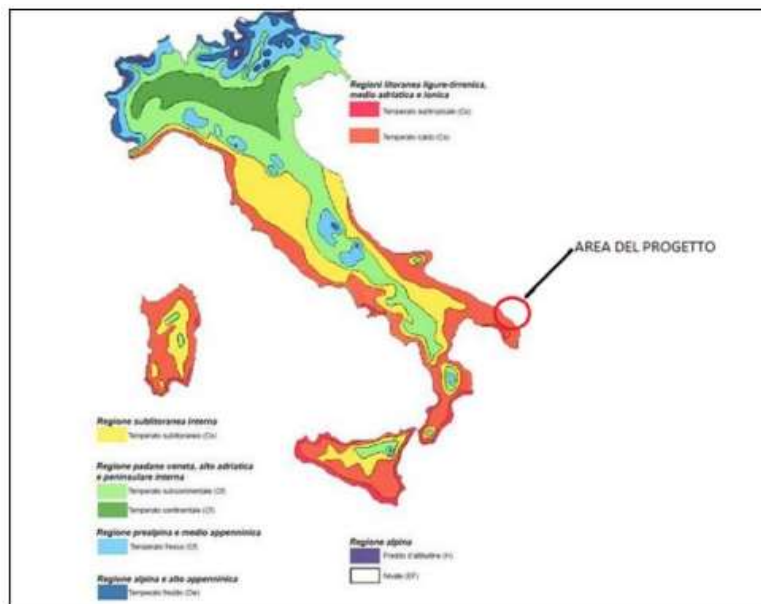 Regioni litoranea ligure-tirrenica,
medio adriatica e ionica
Temperato subtropicale (Cs)
Temperato caldo (Cs)
AREA DEL PROGETTO
Regione sublitoranea interna
Temperato sublitoraneo (Cs)
Regione padano veneta, alto adriatica
e peninsulare interna
Temperato subcontinentale (Cf)
Temperato continentale (Cf)
Regione prealpina e medio appenninica
Temperato fresco (Cf)
Regione alpina e alto appenninica
Temperato freddo (De)
Regione alpina
Freddo d'altitudine (H)
Nivale (EF)